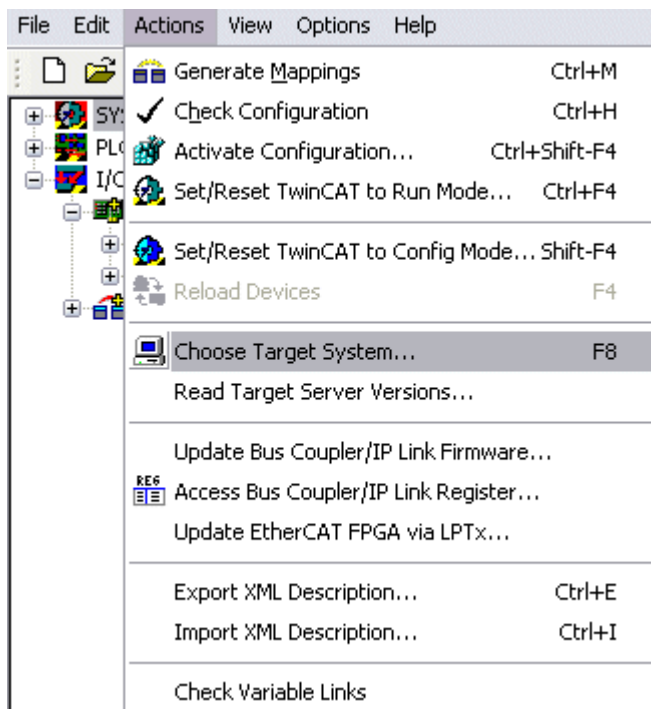 File Edit Actions View Options Help
Generate Mappings Ctrl+M
SY
Check Configuration Ctrl+H
PL
Activate Configuration... Ctrl+Shift-F4
I/
Set/Reset TwinCAT to Run Mode... Ctrl+F4
Set/Reset TwinCAT to Config Mode... Shift-F4
Reload Devices F4
Choose Target System... F8
Read Target Server Versions...
Update Bus Coupler/IP Link Firmware...
REG Access Bus Coupler/IP Link Register...
Update EtherCAT FPGA via LPTx...
Export XML Description... Ctrl+E
Import XML Description... Ctrl+I
Check Variable Links